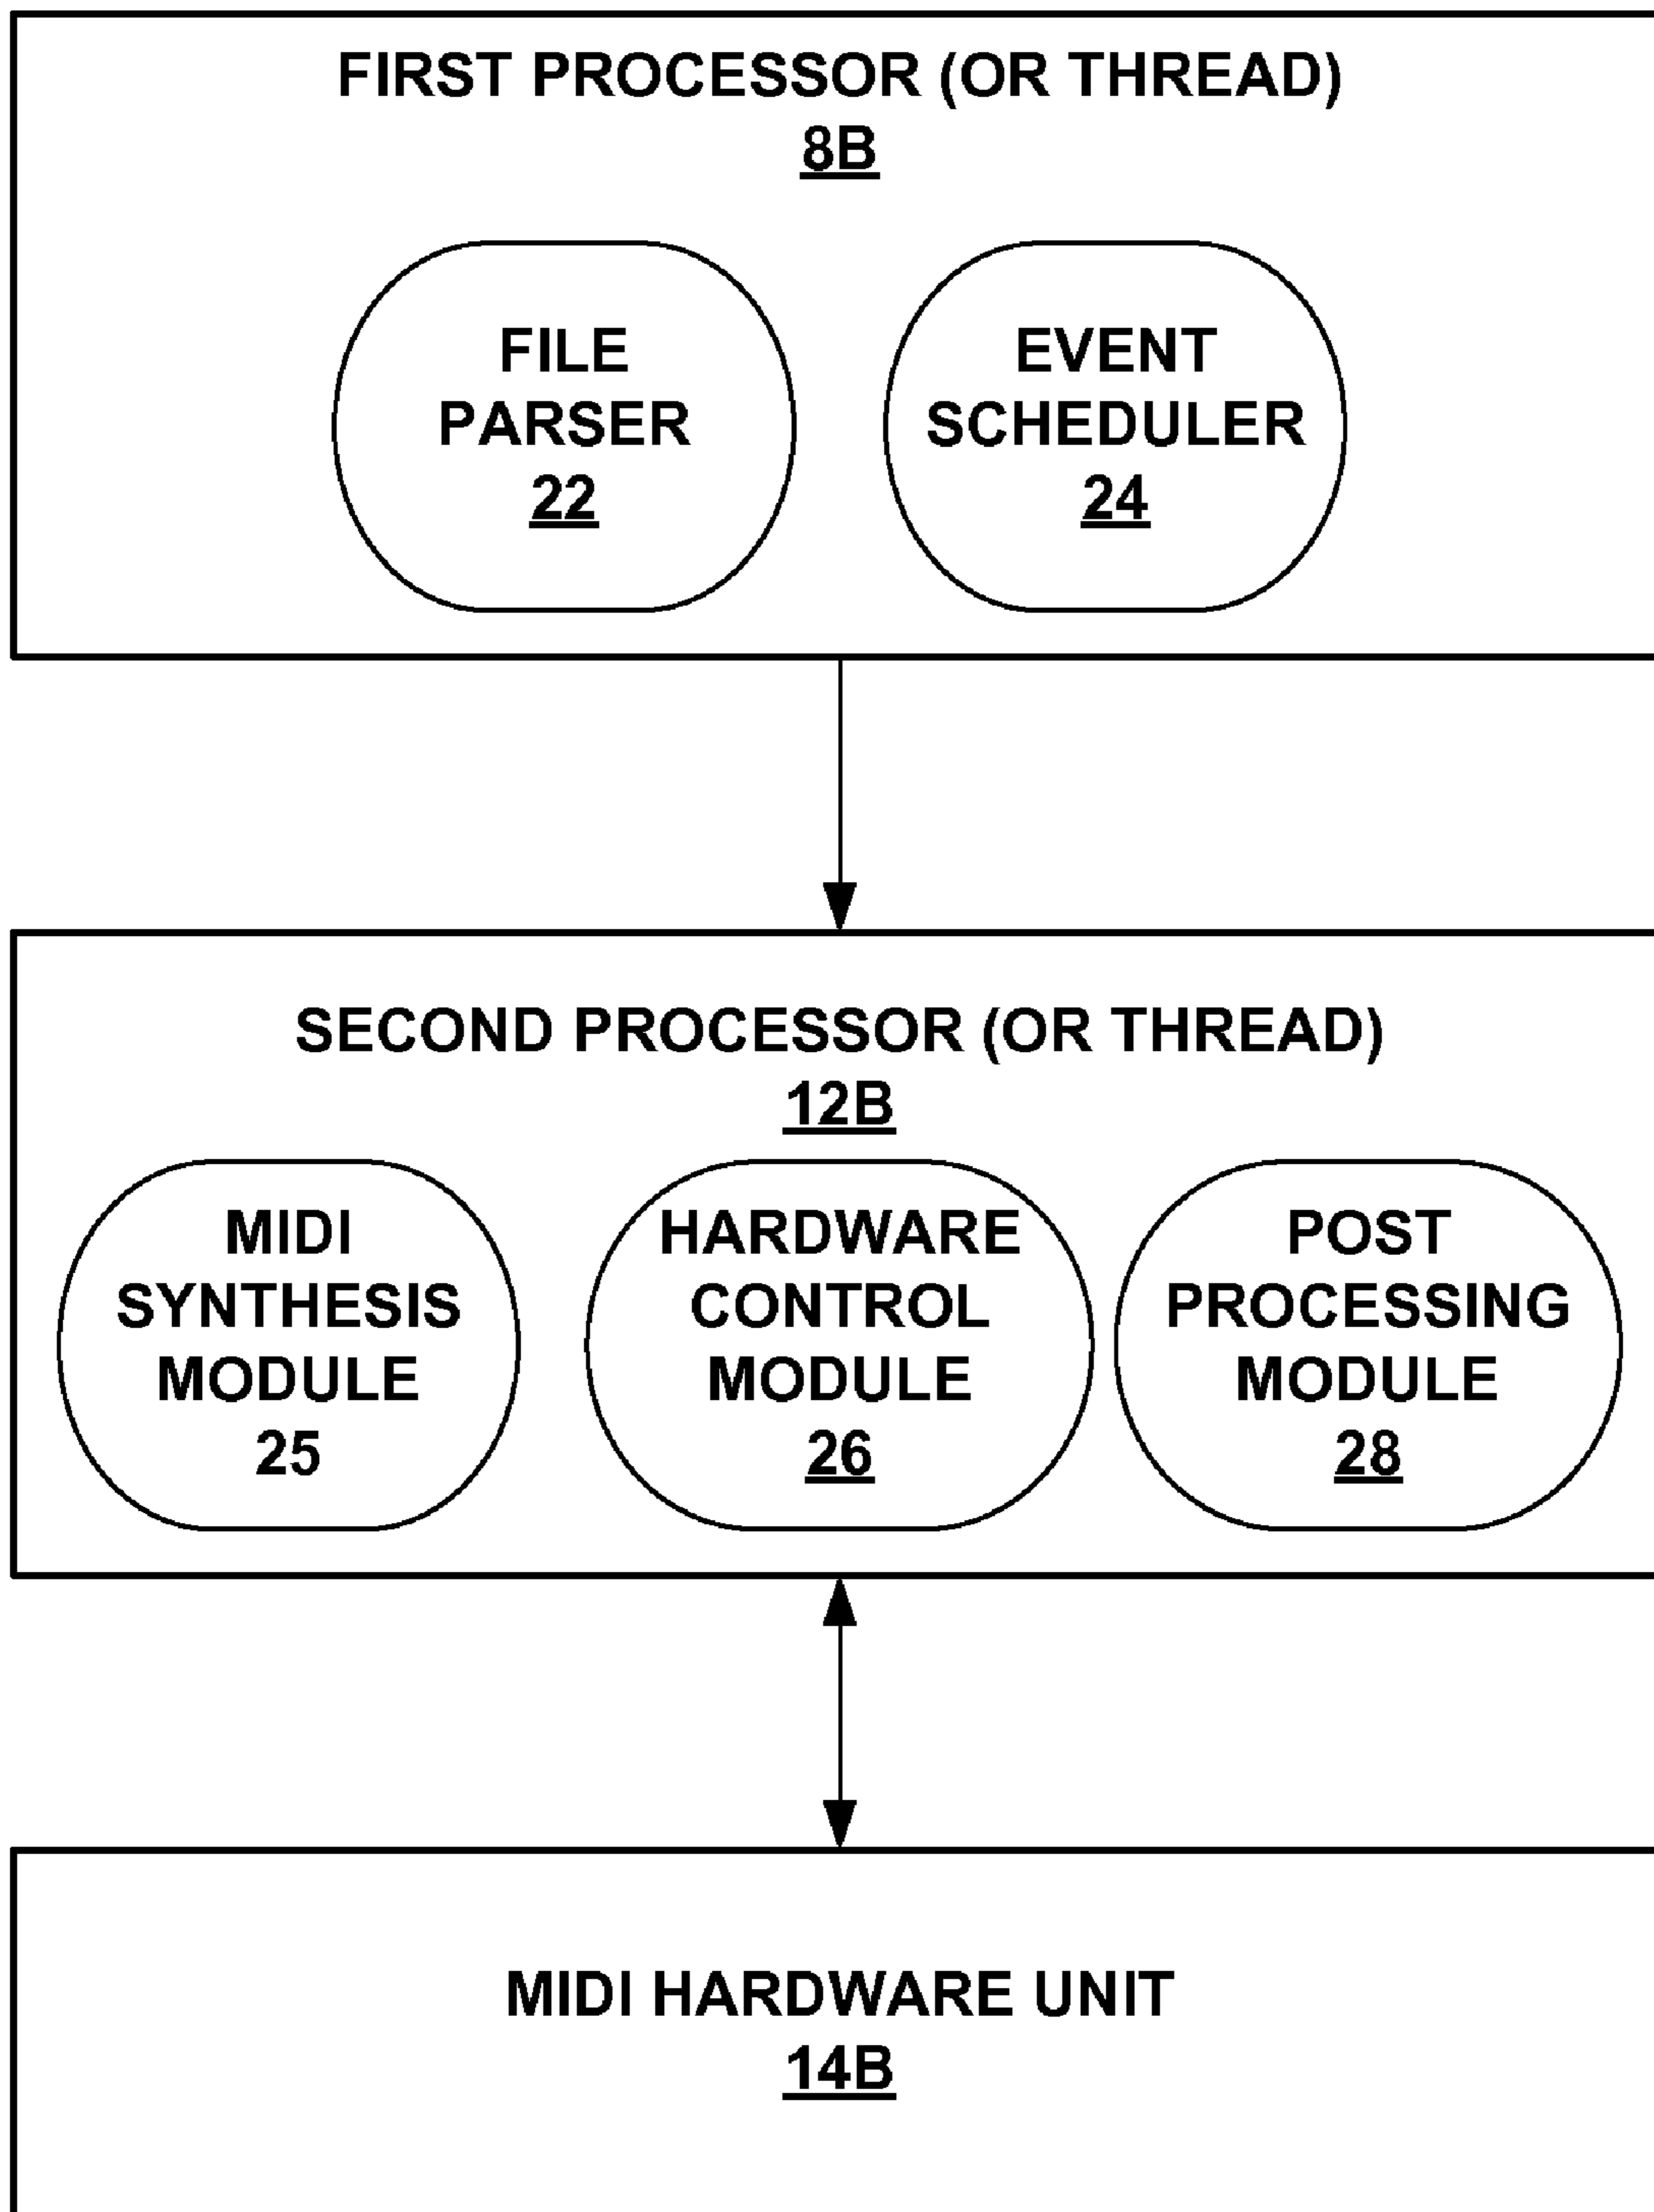 FIRST PROCESSOR (OR THREAD)
8B
FILE
PARSER
22
EVENT
SCHEDULER
24
SECOND PROCESSOR (OR THREAD)
12B
MIDI
SYNTHESIS
MODULE
25
HARDWARE
CONTROL
MODULE
26
POST
PROCESSING
MODULE
28
MIDI HARDWARE UNIT
14B